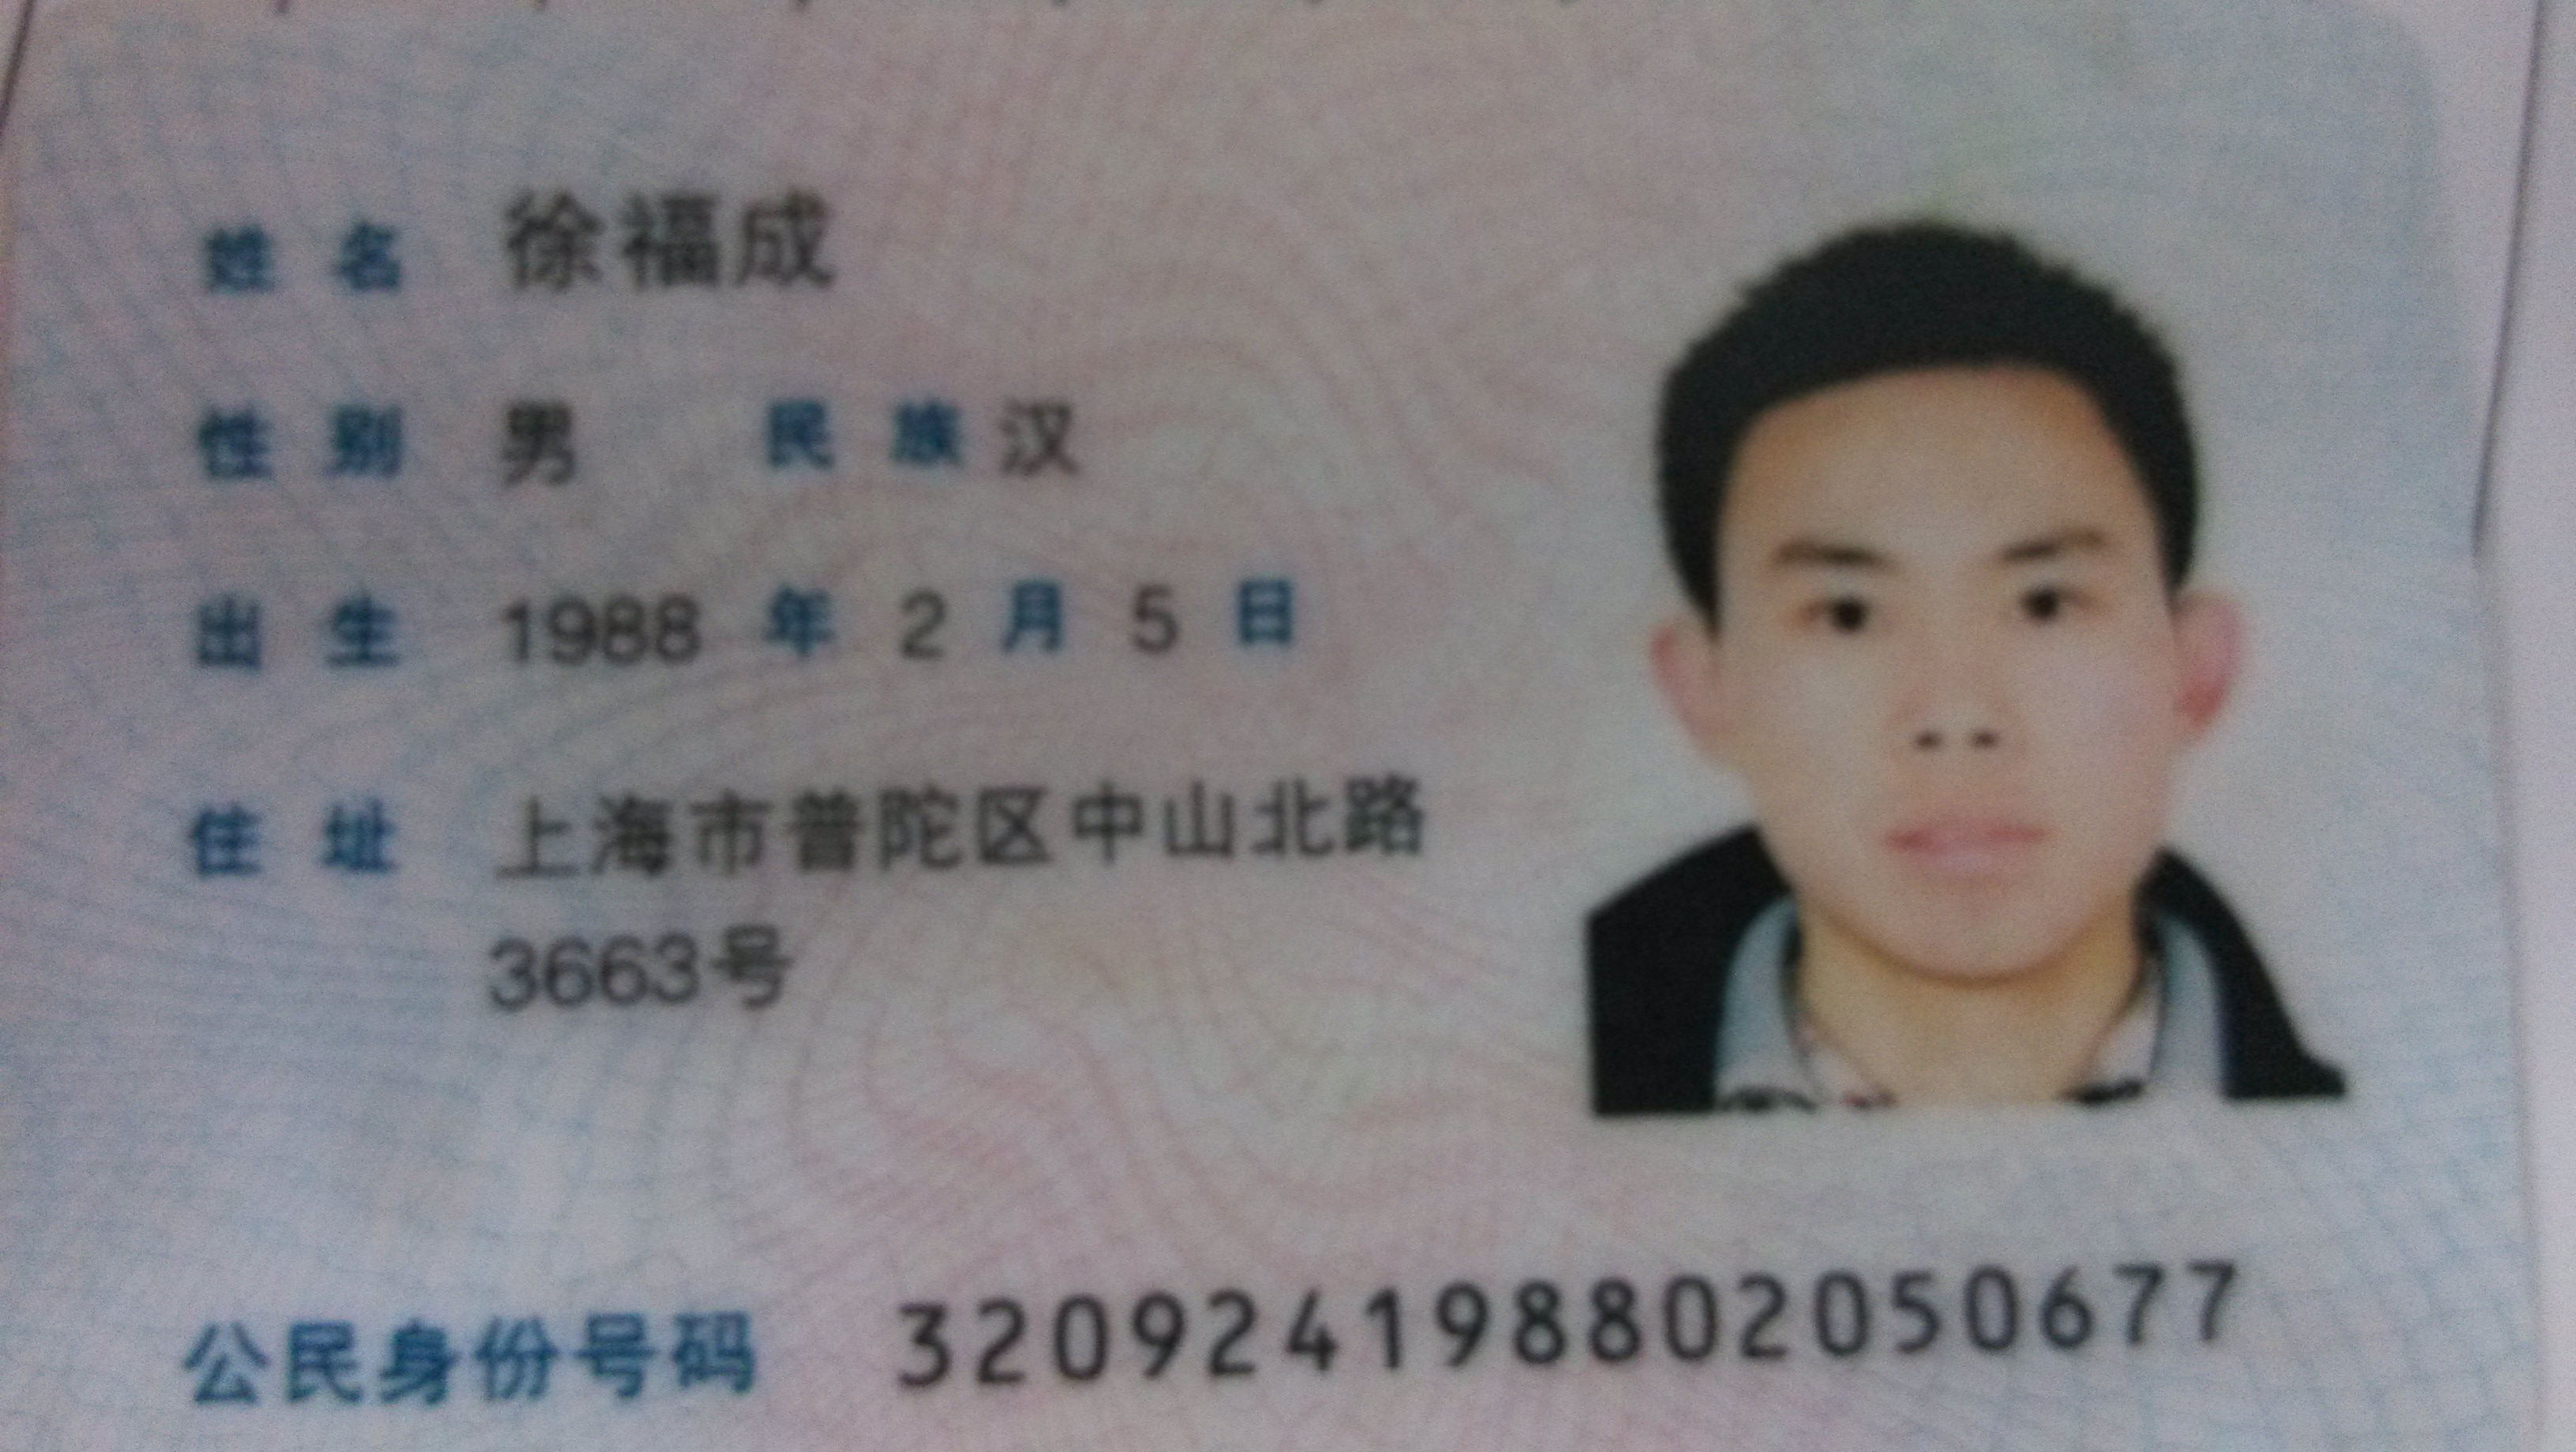 姓名 徐福成
性别 男 民族 汉
出生 1988 年 2 月 5 日
住址 上海市普陀区中山北路
3663号
公民身份号码 320924198802050677